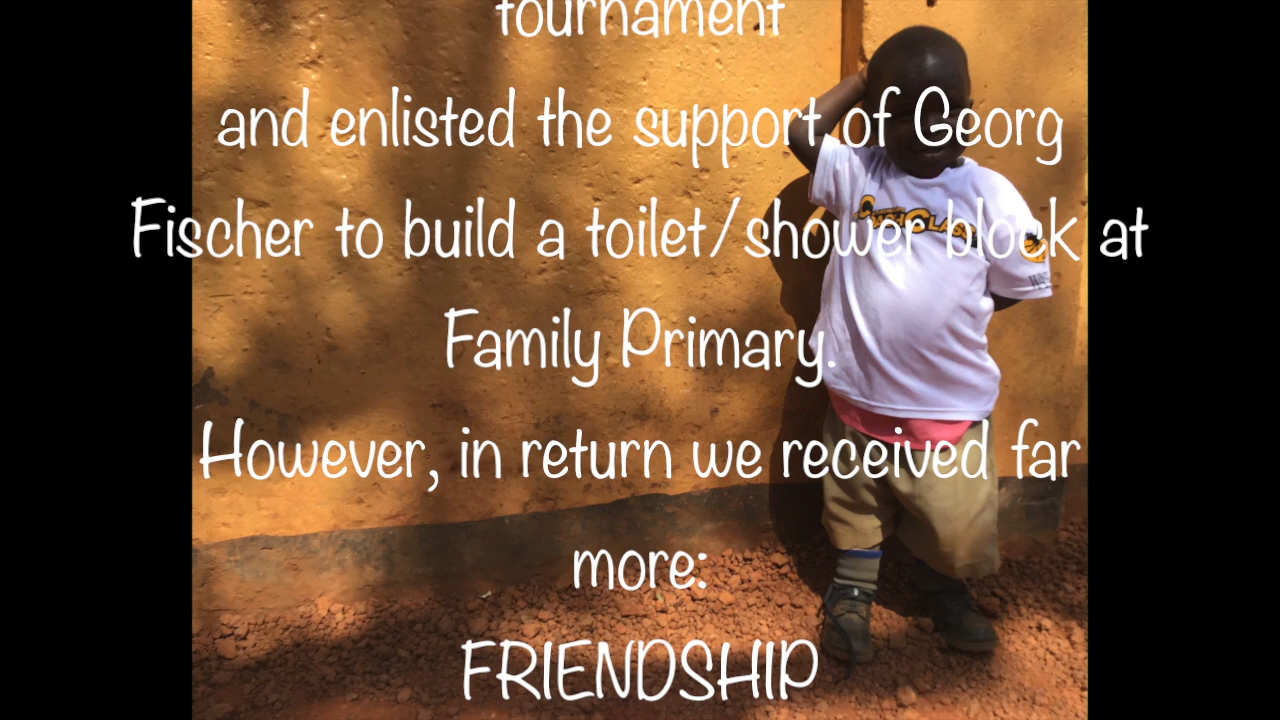 tournament
and enlisted the support of Georg
Fischer to build a toilet/shower block at
Family Primary.
However, in return we received far
more:
FRIENDSHIP